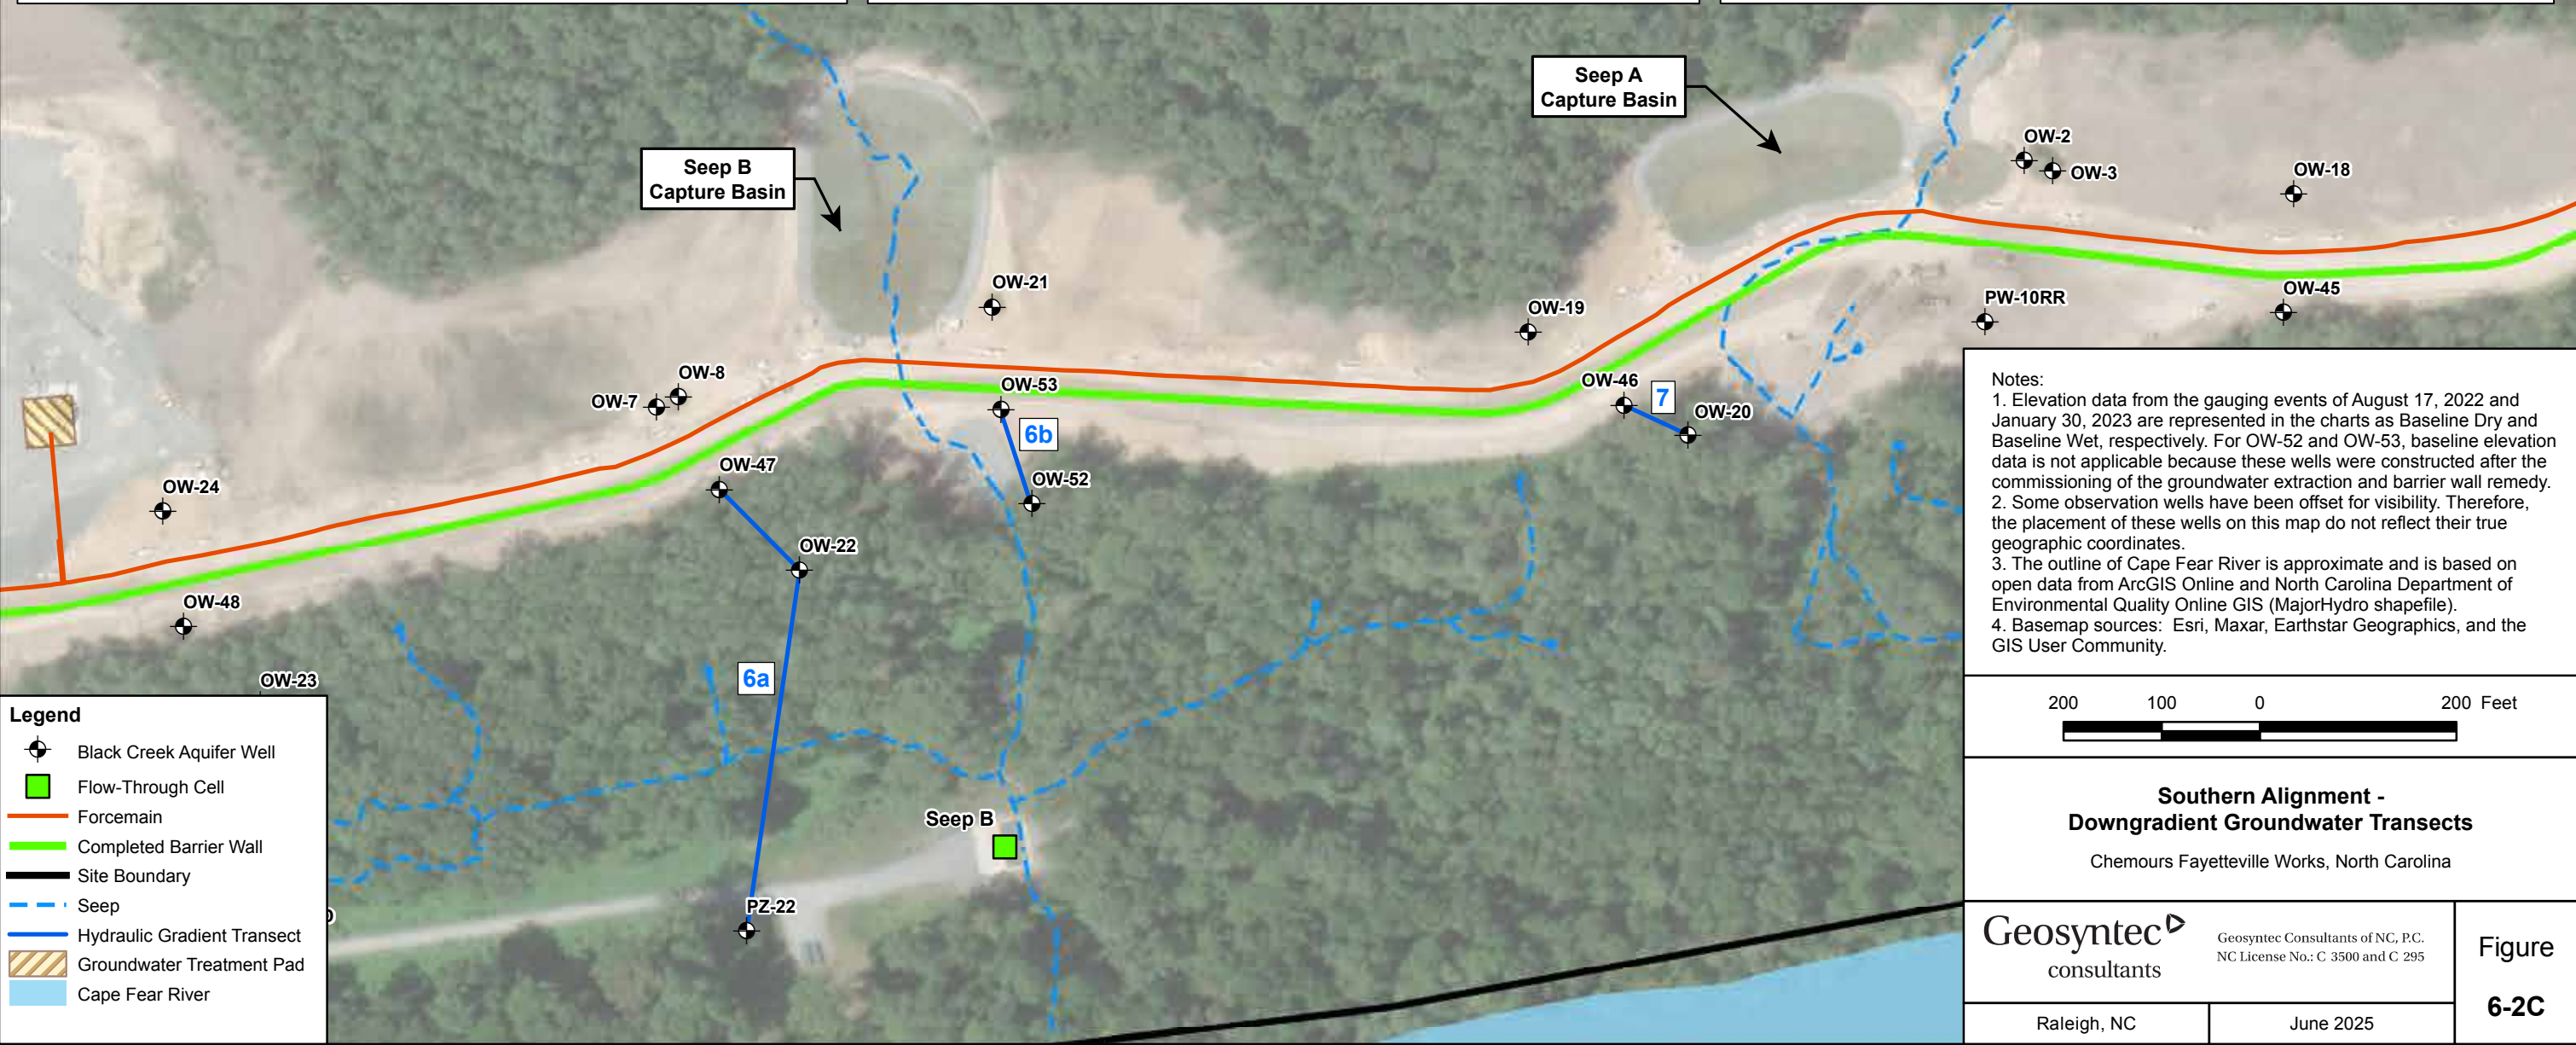 Seep A
Capture Basin
Seep B
Capture Basin
OW-2
OW-3
OW-18
OW-21
OW-19
OW-45
PW-10RR
OW-8
OW-7
OW-53
OW-46
7
OW-20
6b
OW-47
OW-52
OW-24
OW-22
OW-48
6a
OW-23
Seep B
PZ-22
Legend
Black Creek Aquifer Well
Flow-Through Cell
Forcemain
Completed Barrier Wall
Site Boundary
Seep
Hydraulic Gradient Transect
Groundwater Treatment Pad
Cape Fear River
Notes:
1. Elevation data from the gauging events of August 17, 2022 and
January 30, 2023 are represented in the charts as Baseline Dry and
Baseline Wet, respectively. For OW-52 and OW-53, baseline elevation
data is not applicable because these wells were constructed after the
commissioning of the groundwater extraction and barrier wall remedy.
2. Some observation wells have been offset for visibility. Therefore,
the placement of these wells on this map do not reflect their true
geographic coordinates.
3. The outline of Cape Fear River is approximate and is based on
open data from ArcGIS Online and North Carolina Department of
Environmental Quality Online GIS (MajorHydro shapefile).
4. Basemap sources: Esri, Maxar, Earthstar Geographics, and the
GIS User Community.
200 100 0 200 Feet
Southern Alignment -
Downgradient Groundwater Transects
Chemours Fayetteville Works, North Carolina
Geosyntec
consultants
Geosyntec Consultants of NC, P.C.
NC License No.: C 3500 and C 295
Figure
6-2C
Raleigh, NC
June 2025